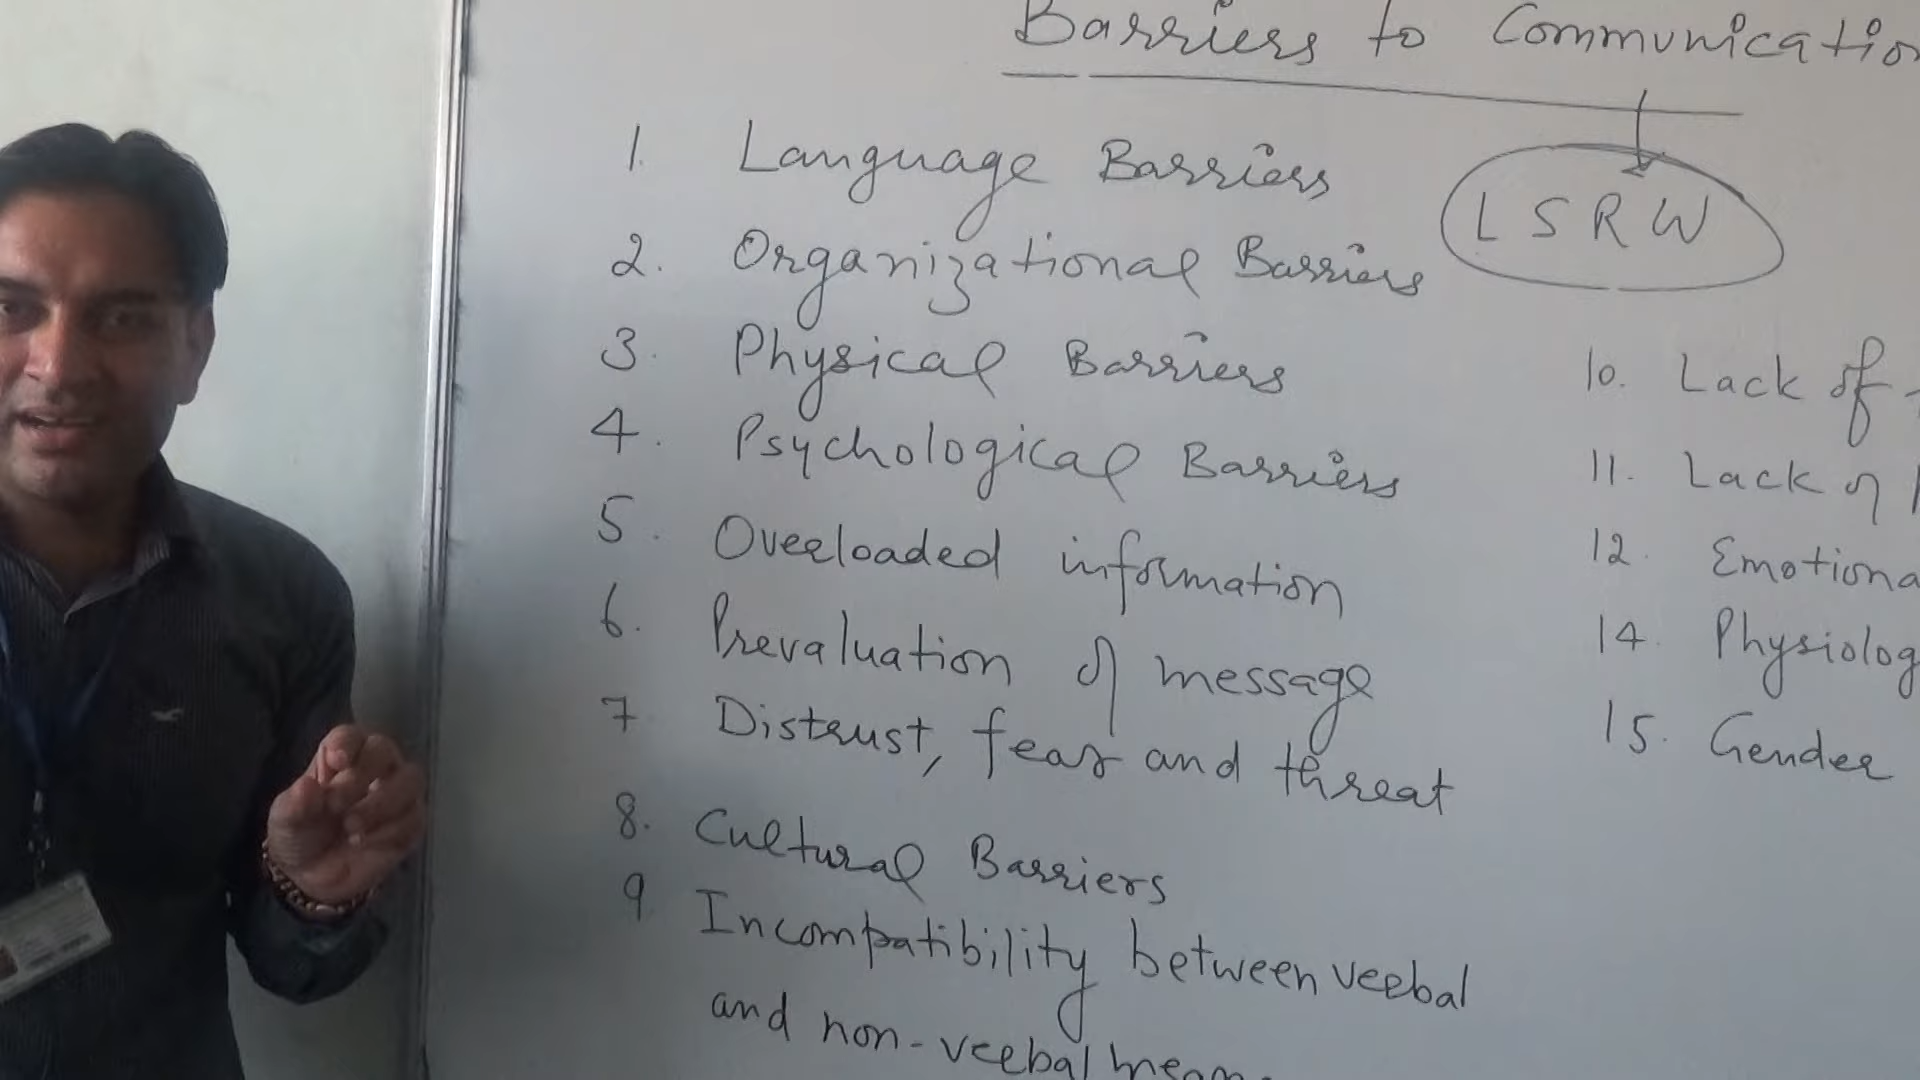 Barriers to Communication
LSRW
1. Language Barriers
2. Organizational Barriers
3. Physical Barriers
4. Psychological Barriers
5. Overloaded information
6. Prevaluation of message
7 Distrust, fear and threat
8. Cultural Barriers
9 Incompatibility between verbal
and non-verbal
10. Lack of
11. Lack of
12. Emotiona
14. Physiolog
15. Gender